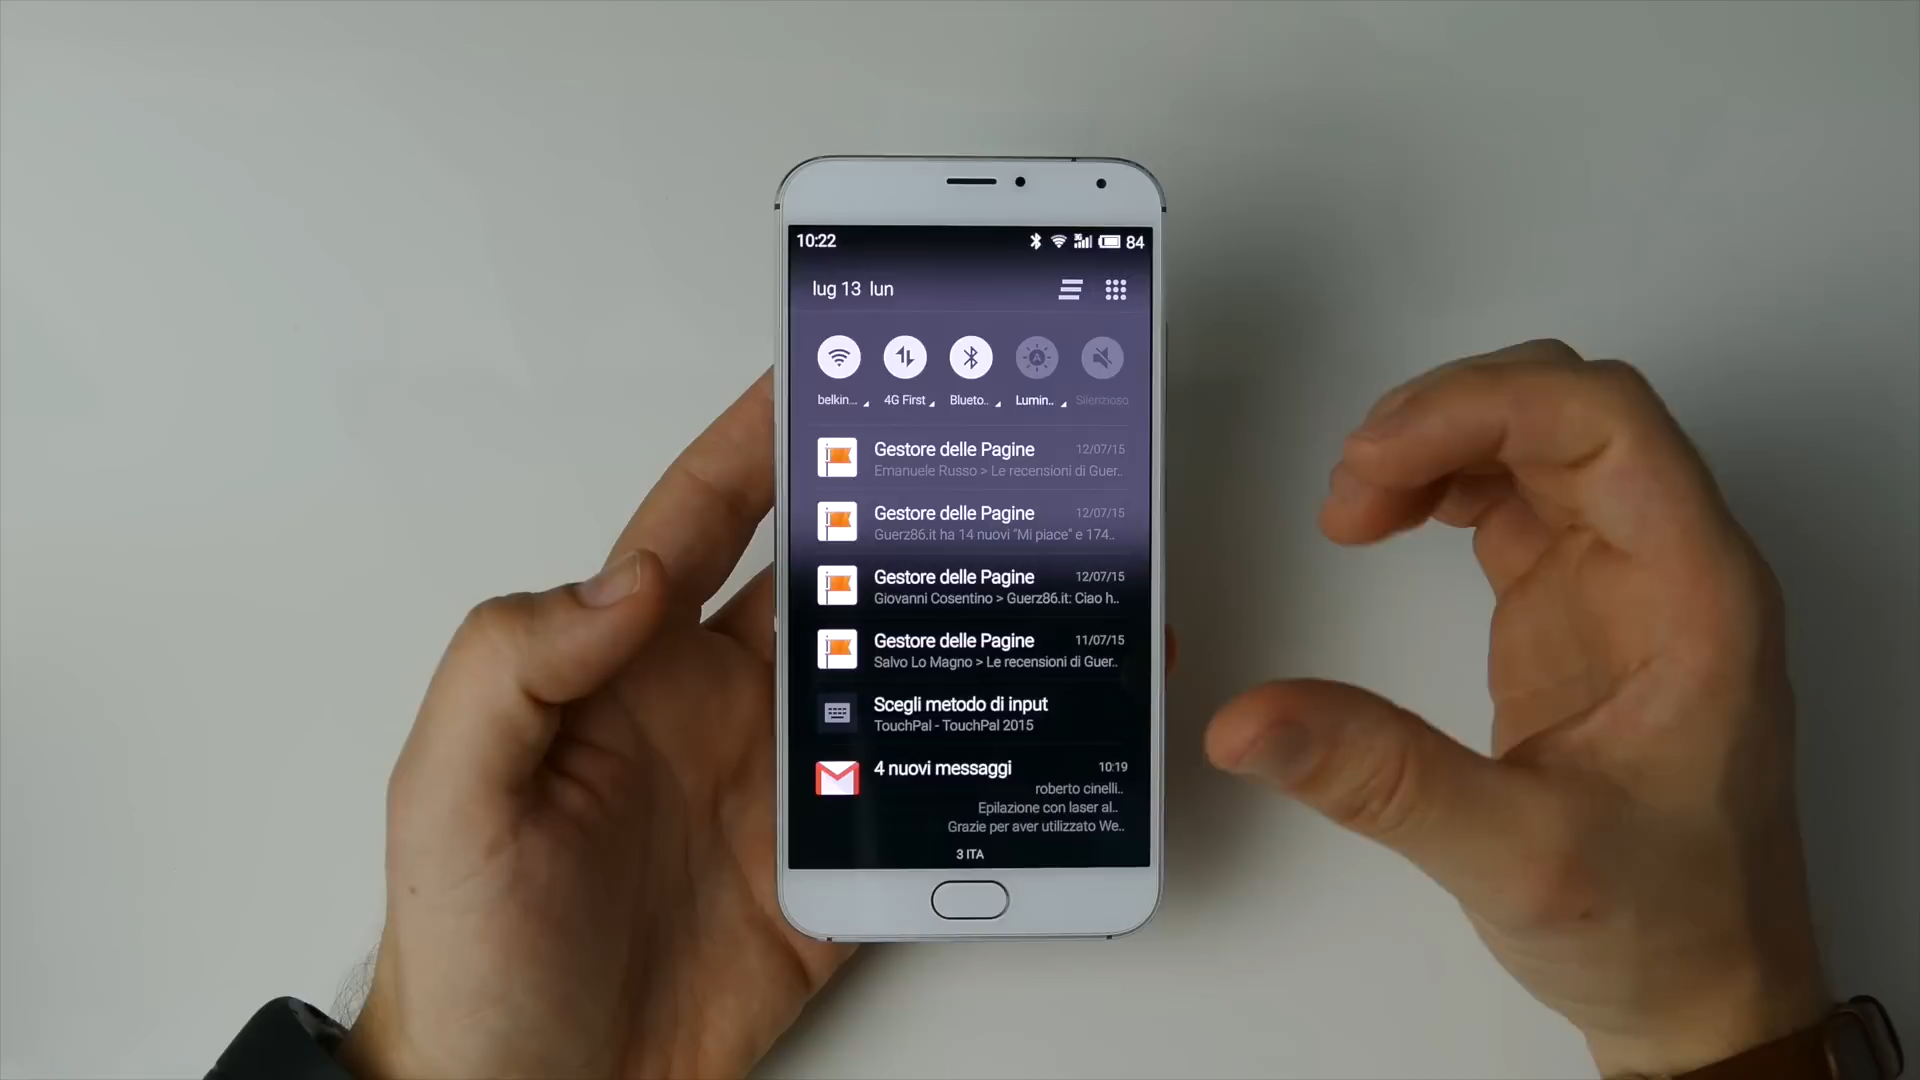 10:22
84
lug 13 lun
belkin...
4G First
Blueto..
Lumin..
Silenzioso
Gestore delle Pagine 12/07/15
Emanuele Russo > Le recensioni di Guer..
Gestore delle Pagine 12/07/15
Guerz86.it ha 14 nuovi "Mi piace" e 174..
Gestore delle Pagine 12/07/15
Giovanni Cosentino > Guerz86.it: Ciao h..
Gestore delle Pagine 11/07/15
Salvo Lo Magno > Le recensioni di Guer..
Scegli metodo di input
TouchPal - TouchPal 2015
4 nuovi messaggi 10:19
roberto cinelli..
Epilazione con laser al..
Grazie per aver utilizzato We..
3 ITA